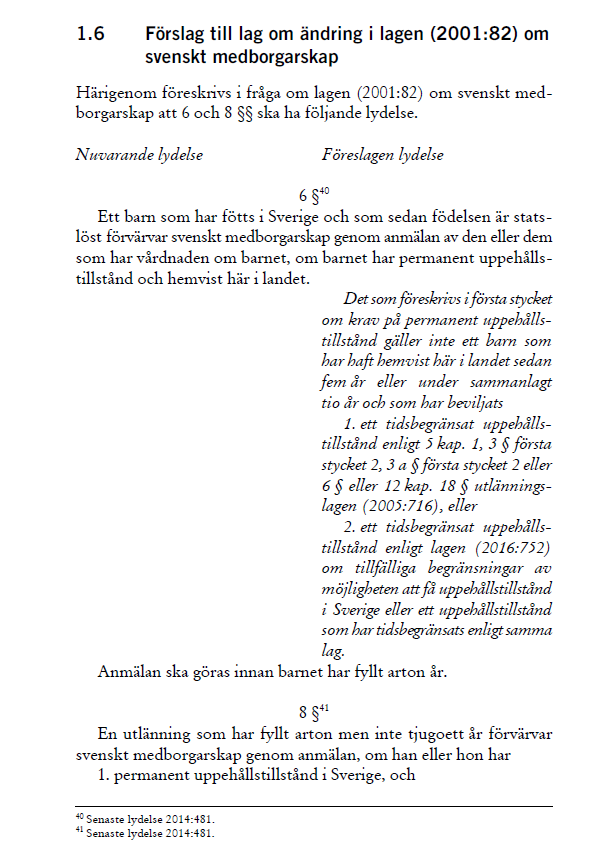 1.6 Förslag till lag om ändring i lagen (2001:82) om
svenskt medborgarskap
Härigenom föreskrivs i fråga om lagen (2001:82) om svenskt med-
borgarskap att 6 och 8 §§ ska ha följande lydelse.
Nuvarande lydelse Föreslagen lydelse
6 §40
Ett barn som har fötts i Sverige och som sedan födelsen är stats-
löst förvärvar svenskt medborgarskap genom anmälan av den eller dem
som har vårdnaden om barnet, om barnet har permanent uppehålls-
tillstånd och hemvist här i landet.
Det som föreskrivs i första stycket
om krav på permanent uppehålls-
tillstånd gäller inte ett barn som
har haft hemvist här i landet sedan
fem år eller under sammanlagt
tio år och som har beviljats
1. ett tidsbegränsat uppehålls-
tillstånd enligt 5 kap. 1, 3 § första
stycket 2, 3 a § första stycket 2 eller
6 § eller 12 kap. 18 § utlännings-
lagen (2005:716), eller
2. ett tidsbegränsat uppehålls-
tillstånd enligt lagen (2016:752)
om tillfälliga begränsningar av
möjligheten att få uppehållstillstånd
i Sverige eller ett uppehållstillstånd
som har tidsbegränsats enligt samma
lag.
Anmälan ska göras innan barnet har fyllt arton år.
8 §41
En utlänning som har fyllt arton men inte tjugoett år förvärvar
svenskt medborgarskap genom anmälan, om han eller hon har
1. permanent uppehållstillstånd i Sverige, och
40 Senaste lydelse 2014:481.
41 Senaste lydelse 2014:481.